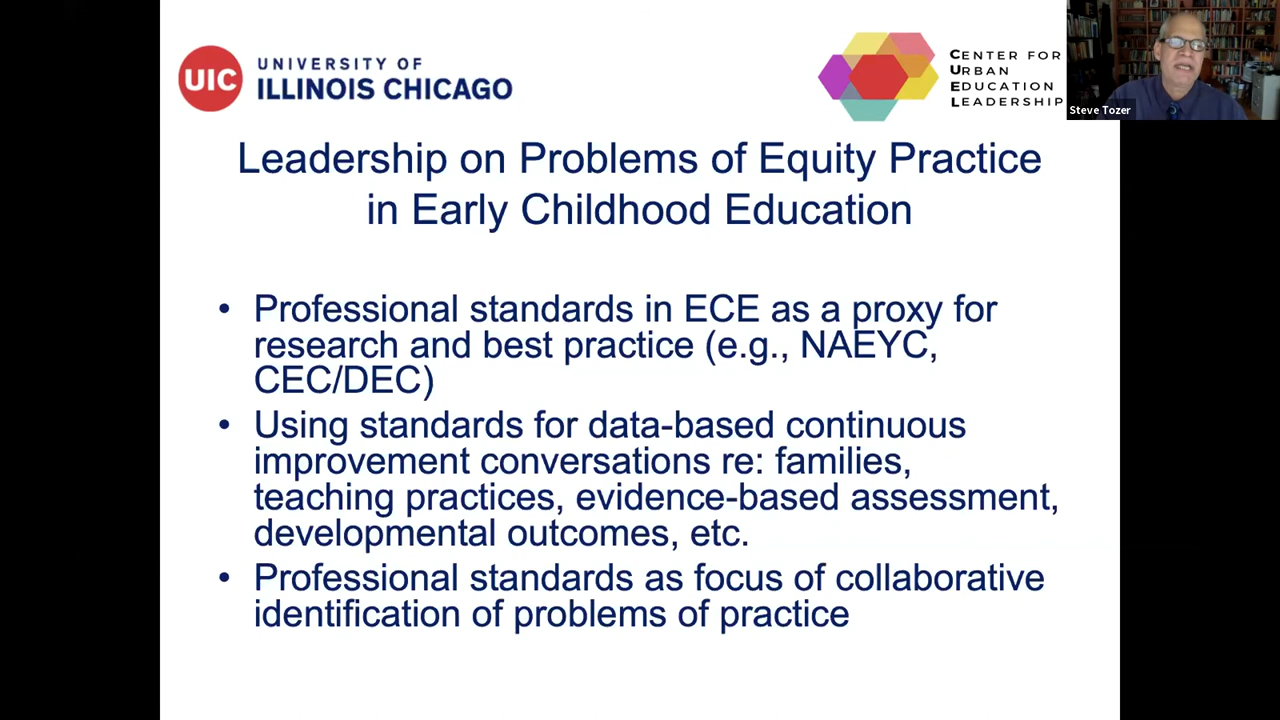 UIC
UNIVERSITY OF
ILLINOIS CHICAGO
CENTER FOR
URBAN
EDUCATION
LEADERSHIP
Steve Tozer
Leadership on Problems of Equity Practice
in Early Childhood Education
• Professional standards in ECE as a proxy for
research and best practice (e.g., NAEYC,
CEC/DEC)
• Using standards for data-based continuous
improvement conversations re: families,
teaching practices, evidence-based assessment,
developmental outcomes, etc.
• Professional standards as focus of collaborative
identification of problems of practice